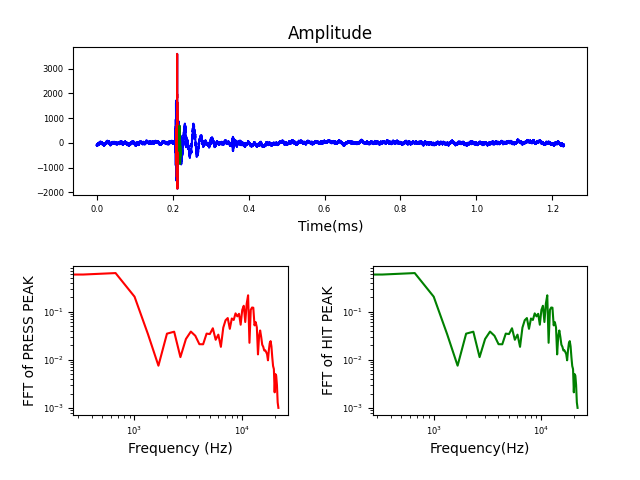 Amplitude
3000
2000
1000
0
−1000
−2000
0.0 0.2 0.4 0.6 0.8 1.0 1.2
Time(ms)
FFT of PRESS PEAK
10⁻¹
10⁻²
10⁻³
10³ 10⁴
Frequency (Hz)
FFT of HIT PEAK
10⁻¹
10⁻²
10⁻³
10³ 10⁴
Frequency(Hz)